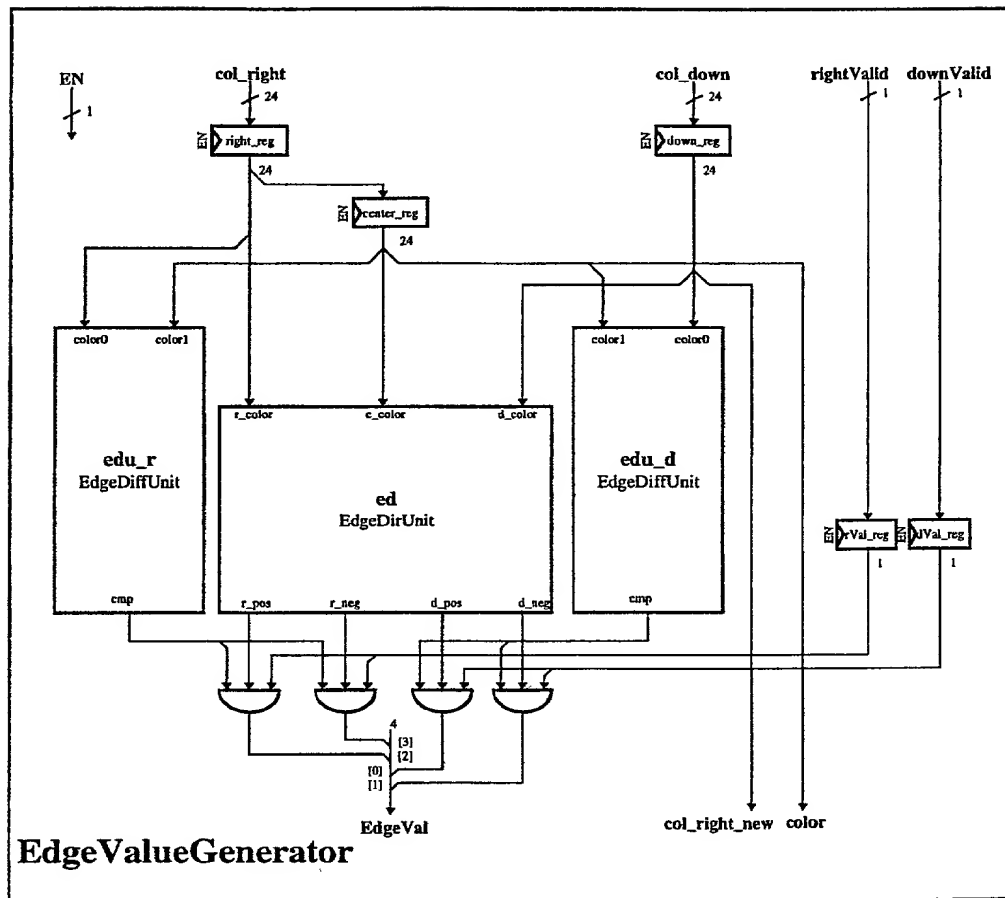 EN
col_right
col_down
rightValid
downValid
1
24
24
1
1
EN
right_reg
EN
down_reg
24
24
EN
center_reg
24
color0
color1
color1
color0
r_color
c_color
d_color
edu_r
EdgeDiffUnit
ed
EdgeDirUnit
edu_d
EdgeDiffUnit
EN
rVal_reg
EN
dVal_reg
1
1
cmp
r_pos
r_neg
d_pos
d_neg
cmp
4
[3]
[2]
[0]
[1]
EdgeVal
col_right_new
color
EdgeValueGenerator